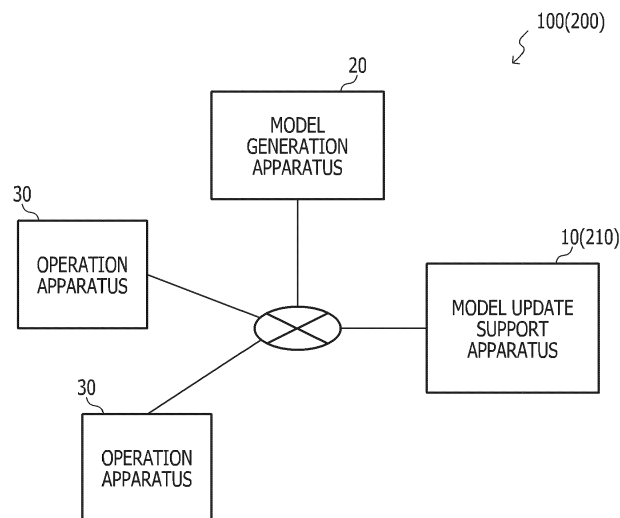 100(200)
20
MODEL
GENERATION
APPARATUS
30
OPERATION
APPARATUS
10(210)
MODEL UPDATE
SUPPORT
APPARATUS
30
OPERATION
APPARATUS